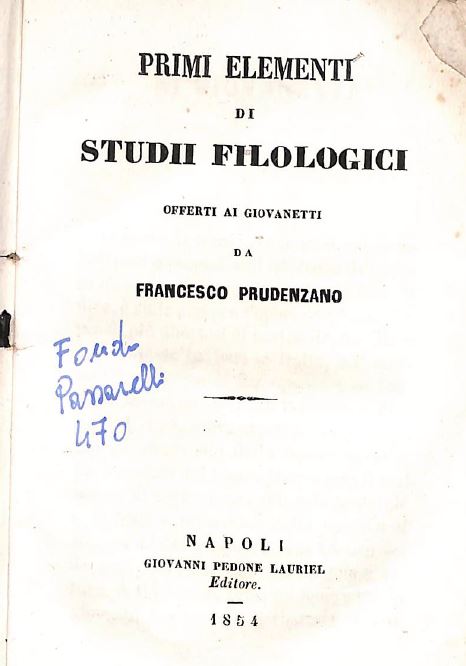 PRIMI ELEMENTI
DI
STUDII FILOLOGICI
OFFERTI AI GIOVANETTI
DA
FRANCESCO PRUDENZANO
Fondo
Passarelli
470
NAPOLI
GIOVANNI PEDONE LAURIEL
Editore.
1854